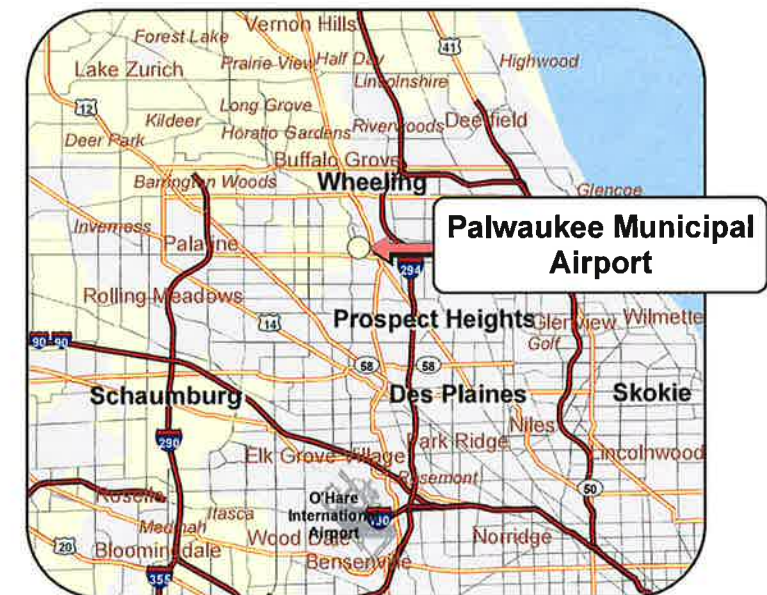 Vernon Hills
Forest Lake
41
Lake Zurich
Prairie View
Half Day
Highwood
Lincolnshire
12
Long Grove
Kildeer
Horatio Gardens
Riverwoods
Deerfield
Deer Park
Buffalo Grove
Barrington Woods
Wheeling
Glencoe
Inverness
Palatine
Palwaukee Municipal
Airport
294
Rolling Meadows
14
Prospect Heights
Glenview
Wilmette
Golf
90
90
58
58
Schaumburg
Des Plaines
Skokie
Niles
290
Park Ridge
Elk Grove Village
Lincolnwood
Rosemont
Roselle
O'Hare
International
Airport
50
Itasca
Medinah
Wood Dale
Norridge
20
Bloomingdale
Bensenville
355